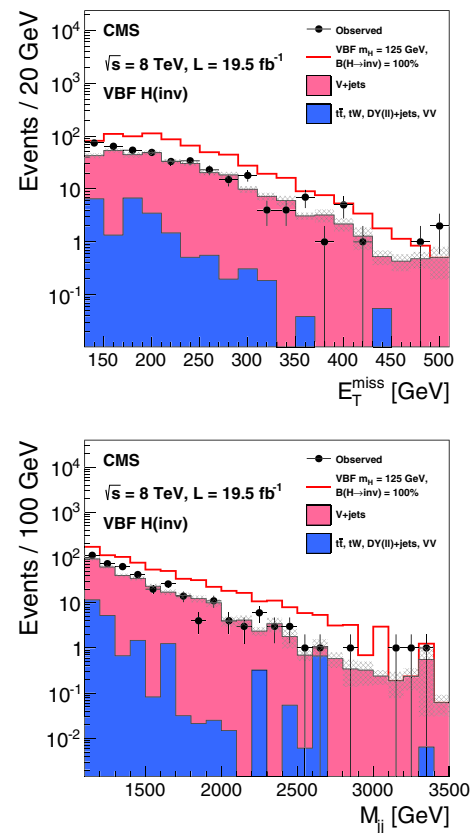 CMS
√s = 8 TeV, L = 19.5 fb⁻¹
VBF H(inv)
Observed
VBF m_H = 125 GeV,
B(H→inv) = 100%
V+jets
tt̅, tW, DY(ll)+jets, VV
Events / 20 GeV
10⁴
10³
10²
10
1
10⁻¹
150 200 250 300 350 400 450 500
E_T^miss [GeV]
CMS
√s = 8 TeV, L = 19.5 fb⁻¹
VBF H(inv)
Observed
VBF m_H = 125 GeV,
B(H→inv) = 100%
V+jets
tt̅, tW, DY(ll)+jets, VV
Events / 100 GeV
10⁴
10³
10²
10
1
10⁻¹
10⁻²
1500 2000 2500 3000 3500
M_jj [GeV]